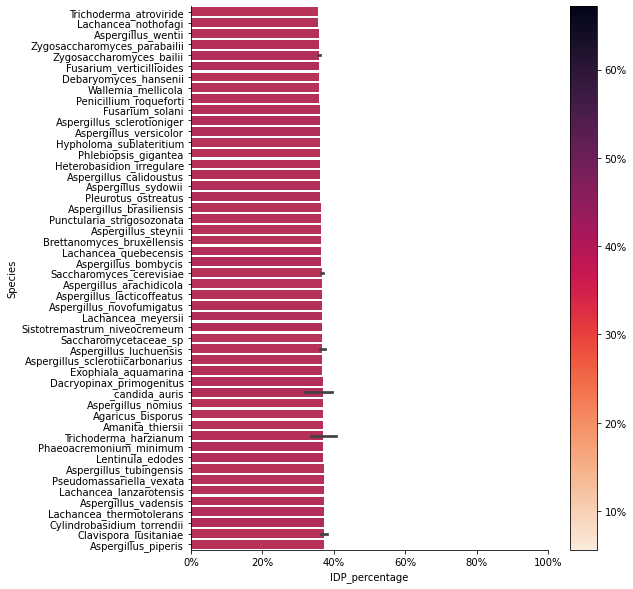 Trichoderma_atroviride
Lachancea_nothofagi
Aspergillus_wentii
Zygosaccharomyces_parabailii
Zygosaccharomyces_bailii
Fusarium_verticillioides
Debaryomyces_hansenii
Wallemia_mellicola
Penicillium_roqueforti
Fusarium_solani
Aspergillus_sclerotioniger
Aspergillus_versicolor
Hypholoma_sublateritium
Phlebiopsis_gigantea
Heterobasidion_irregulare
Aspergillus_calidoustus
Aspergillus_sydowii
Pleurotus_ostreatus
Aspergillus_brasiliensis
Punctularia_strigosozonata
Aspergillus_steynii
Brettanomyces_bruxellensis
Lachancea_quebecensis
Aspergillus_bombycis
Saccharomyces_cerevisiae
Aspergillus_arachidicola
Aspergillus_lacticoffeatus
Aspergillus_novofumigatus
Lachancea_meyersii
Sistotremastrum_niveocremeum
Saccharomycetaceae_sp
Aspergillus_luchuensis
Aspergillus_sclerotiicarbonarius
Exophiala_aquamarina
Dacryopinax_primogenitus
_candida_auris
Aspergillus_nomius
Agaricus_bisporus
Amanita_thiersii
Trichoderma_harzianum
Phaeoacremonium_minimum
Lentinula_edodes
Aspergillus_tubingensis
Pseudomassariella_vexata
Lachancea_lanzarotensis
Aspergillus_vadensis
Lachancea_thermotolerans
Cylindrobasidium_torrendii
Clavispora_lusitaniae
Aspergillus_piperis
Species
0% 20% 40% 60% 80% 100%
IDP_percentage
60%
50%
40%
30%
20%
10%